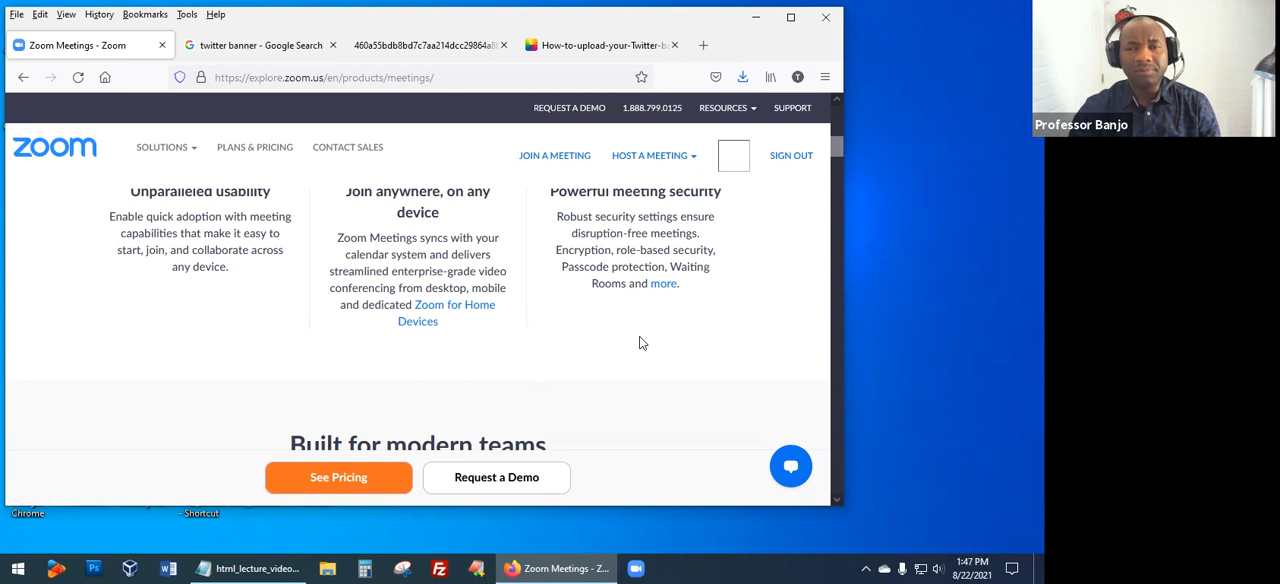 File Edit View History Bookmarks Tools Help
Zoom Meetings - Zoom
twitter banner - Google Search
460a55bdb8bd7c7aa214dcc29864a8
How-to-upload-your-Twitter-b
https://explore.zoom.us/en/products/meetings/
REQUEST A DEMO 1.888.799.0125 RESOURCES SUPPORT
zoom
SOLUTIONS PLANS & PRICING CONTACT SALES
JOIN A MEETING HOST A MEETING SIGN OUT
Unparalleled usability
Enable quick adoption with meeting
capabilities that make it easy to
start, join, and collaborate across
any device.
Join anywhere, on any
device
Zoom Meetings syncs with your
calendar system and delivers
streamlined enterprise-grade video
conferencing from desktop, mobile
and dedicated Zoom for Home
Devices
Powerful meeting security
Robust security settings ensure
disruption-free meetings.
Encryption, role-based security,
Passcode protection, Waiting
Rooms and more.
Built for modern teams
See Pricing
Request a Demo
Professor Banjo
Chrome
- Shortcut
html_lecture_video...
Zoom Meetings - Z...
1:47 PM
8/22/2021